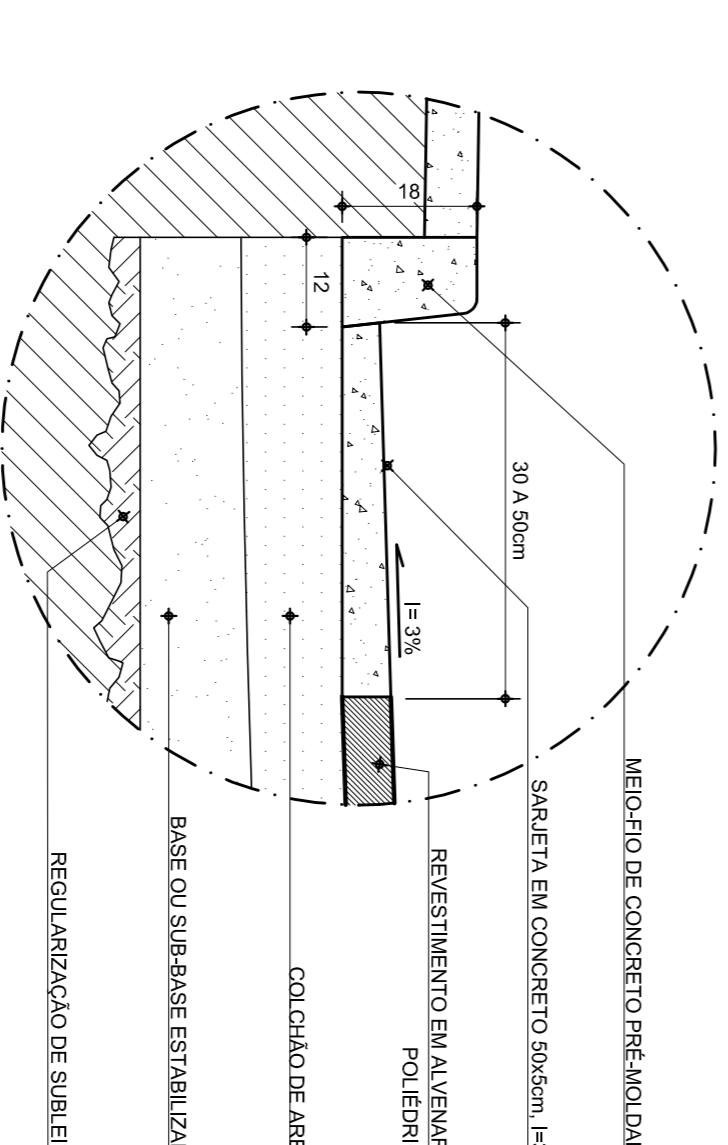 MEIO-FIO DE CONCRETO PRÉ-MOLDA
SARJETA EM CONCRETO 50x5cm, I=
30 A 50cm
REVESTIMENTO EM ALVENAR
POLIÉDRI
I= 3%
18
12
COLCHÃO DE ARE
BASE OU SUB-BASE ESTABILIZA
REGULARIZAÇÃO DE SUBLEI